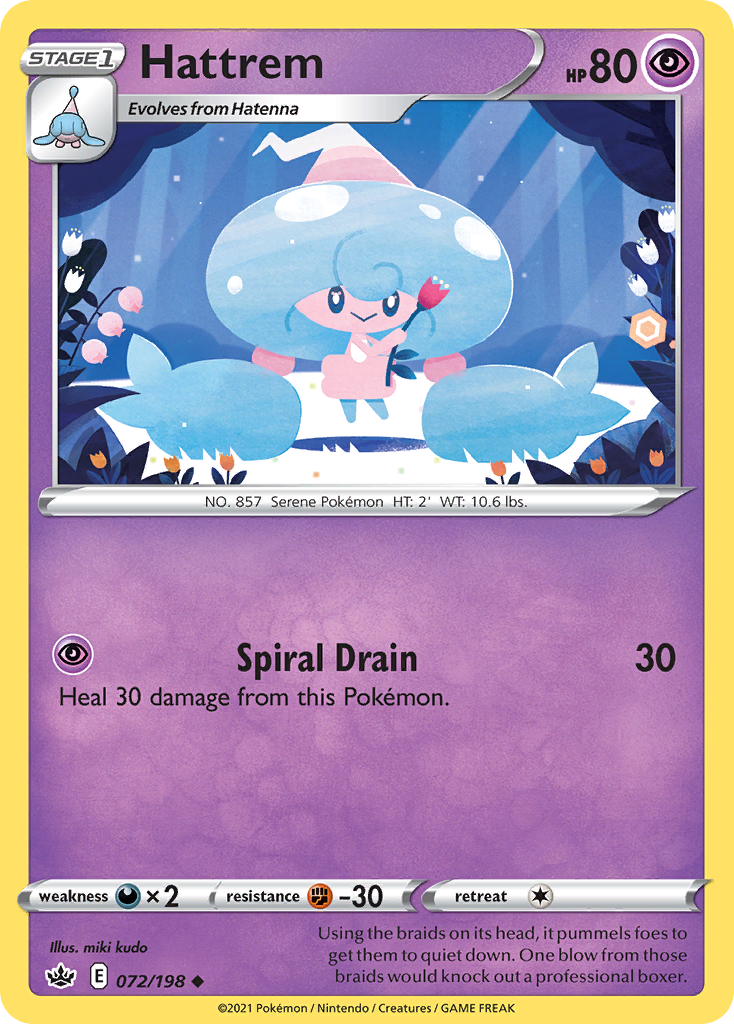 STAGE1
Hattrem
HP80
Evolves from Hatenna
NO. 857 Serene Pokémon HT: 2' WT: 10.6 lbs.
Spiral Drain 30
Heal 30 damage from this Pokémon.
weakness ×2 resistance -30 retreat
Illus. miki kudo
Using the braids on its head, it pummels foes to
get them to quiet down. One blow from those
braids would knock out a professional boxer.
E 072/198
©2021 Pokémon / Nintendo / Creatures / GAME FREAK